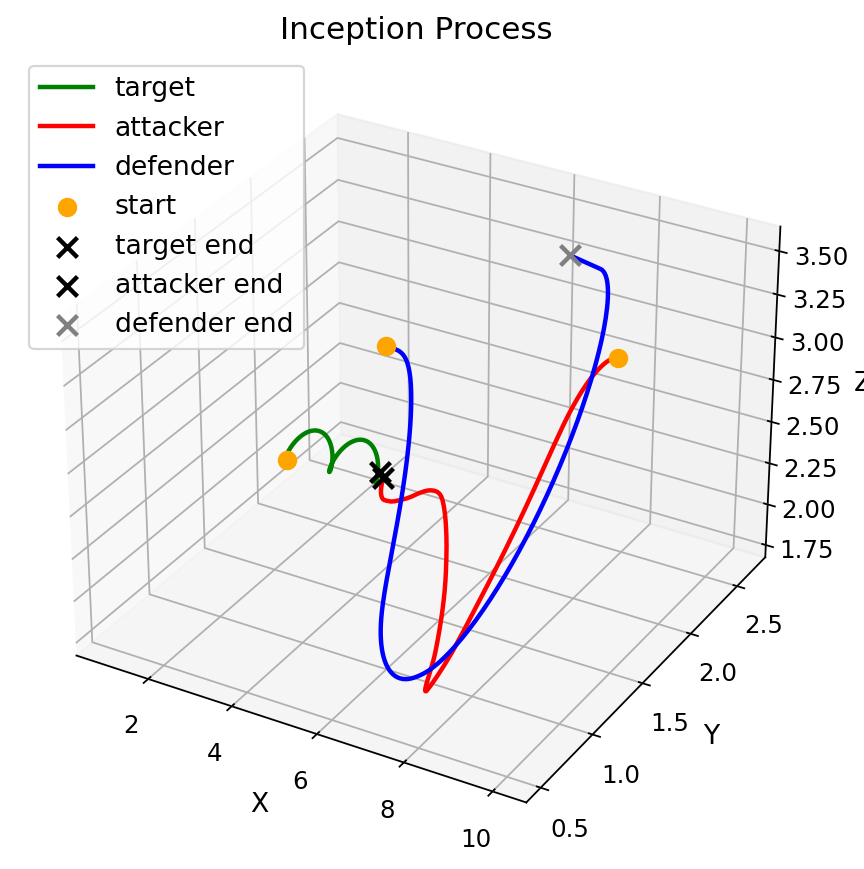 Inception Process
target
attacker
defender
start
target end
attacker end
defender end
3.50
3.25
3.00
2.75
Z
2.50
2.25
2.00
1.75
2.5
2.0
1.5
1.0
0.5
Y
2
4
6
8
10
X